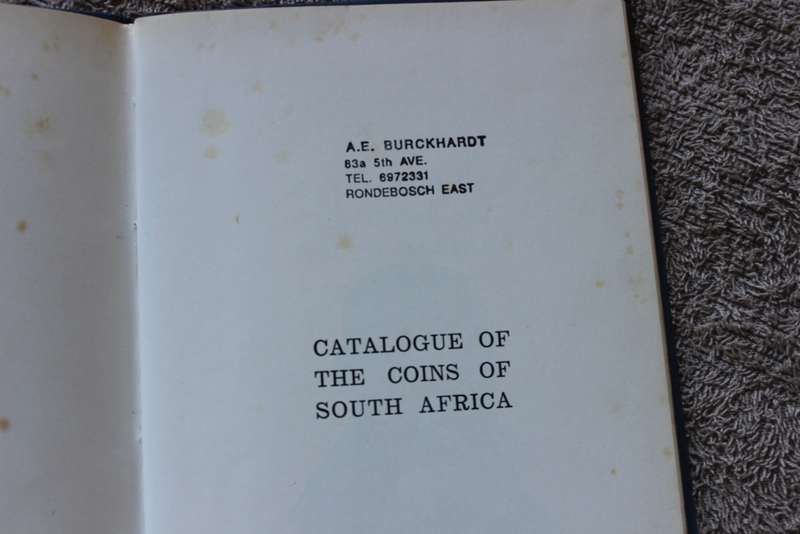 A.E. BURCKHARDT
63a 5th AVE.
TEL. 6972331
RONDEBOSCH EAST
CATALOGUE OF
THE COINS OF
SOUTH AFRICA